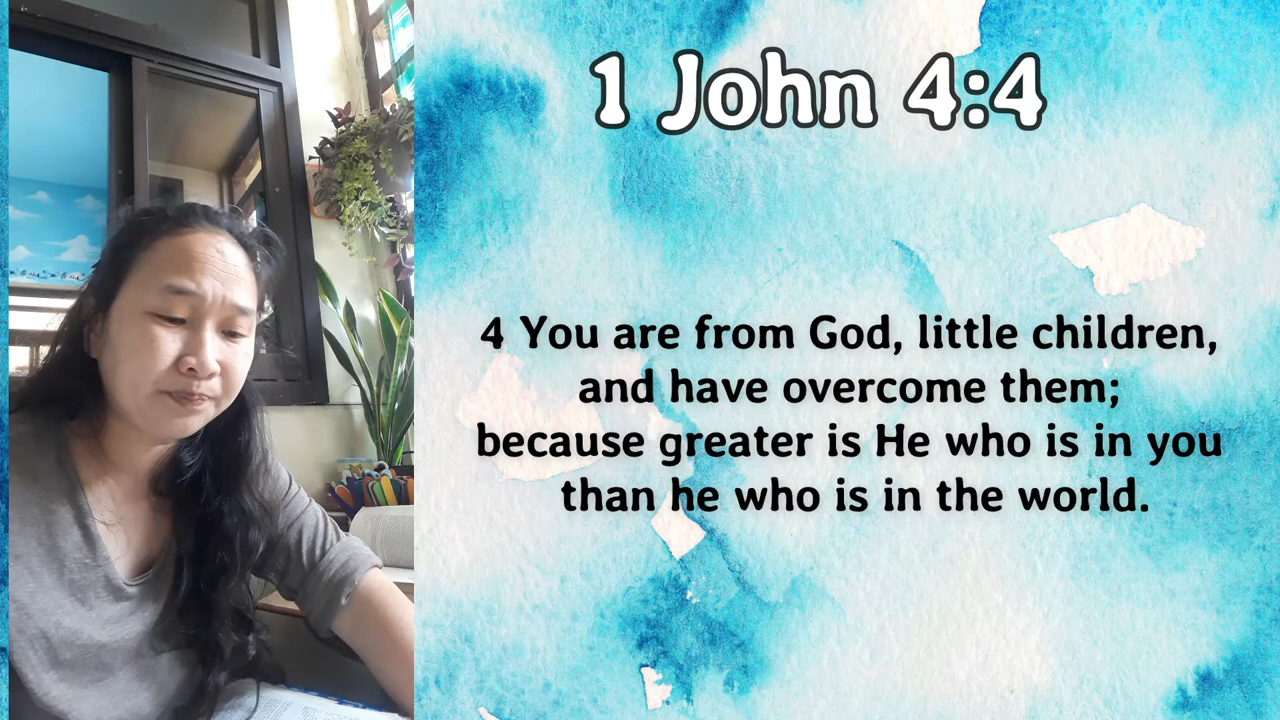 1 John 4:4
4 You are from God, little children,
and have overcome them;
because greater is He who is in you
than he who is in the world.